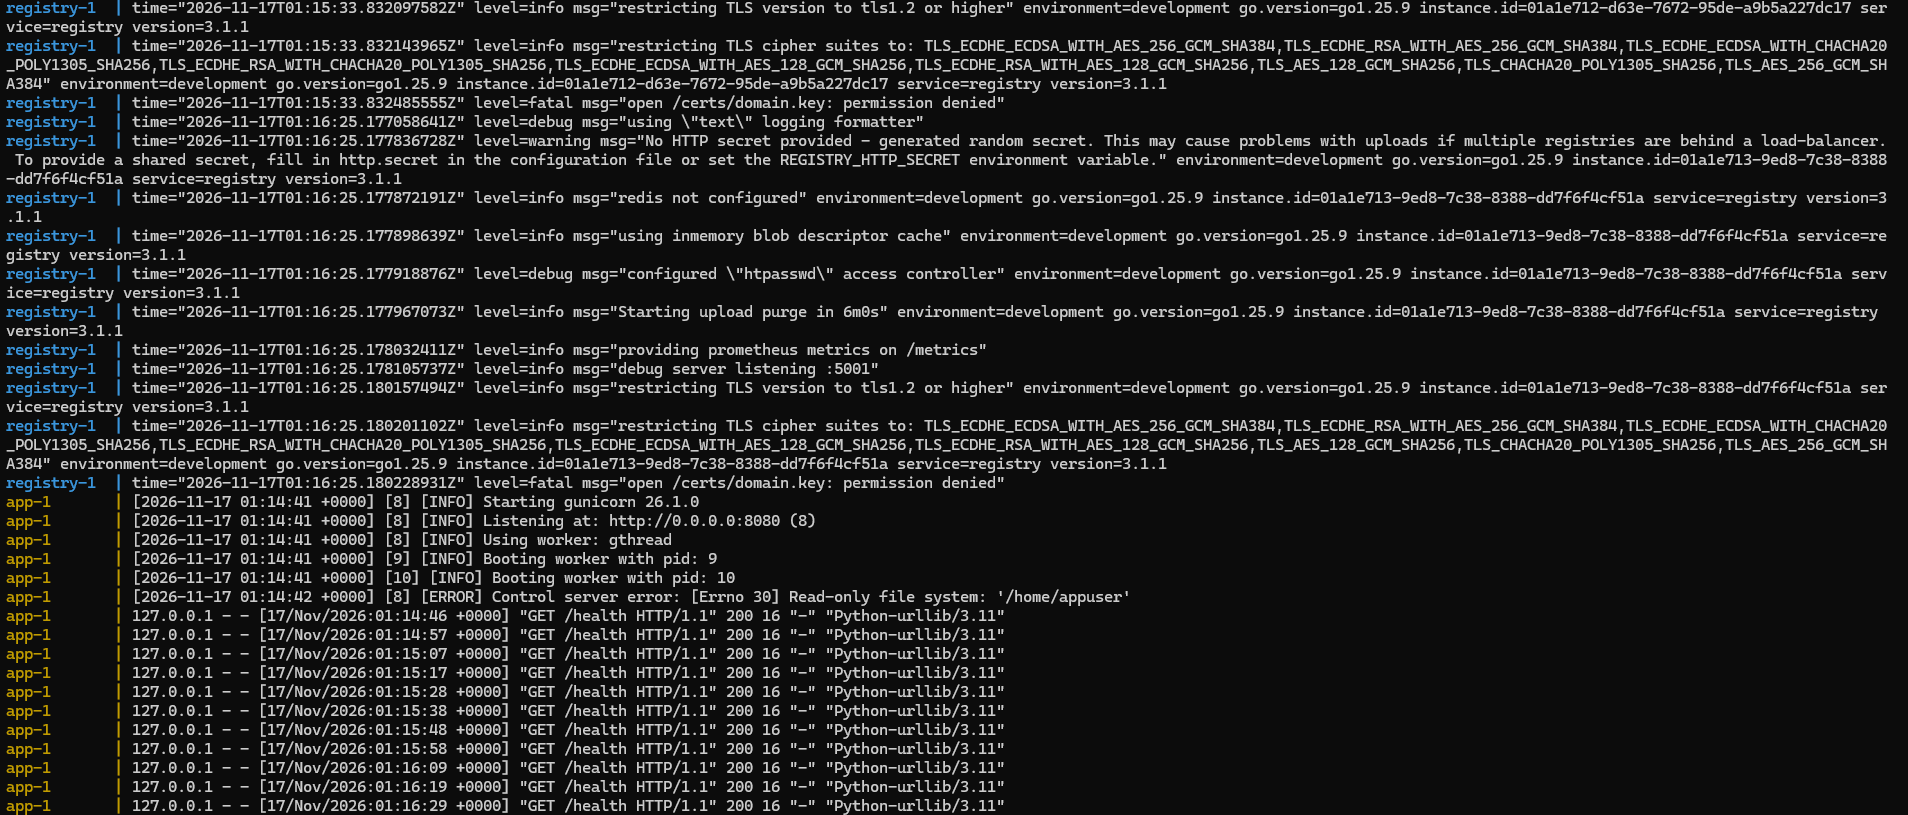 registry-1  | time="2026-11-17T01:15:33.832097582Z" level=info msg="restricting TLS version to tls1.2 or higher" environment=development go.version=go1.25.9 instance.id=01a1e712-d63e-7672-95de-a9b5a227dc17 ser
vice=registry version=3.1.1
registry-1  | time="2026-11-17T01:15:33.832143965Z" level=info msg="restricting TLS cipher suites to: TLS_ECDHE_ECDSA_WITH_AES_256_GCM_SHA384,TLS_ECDHE_RSA_WITH_AES_256_GCM_SHA384,TLS_ECDHE_ECDSA_WITH_CHACHA20
_POLY1305_SHA256,TLS_ECDHE_RSA_WITH_CHACHA20_POLY1305_SHA256,TLS_ECDHE_ECDSA_WITH_AES_128_GCM_SHA256,TLS_ECDHE_RSA_WITH_AES_128_GCM_SHA256,TLS_AES_128_GCM_SHA256,TLS_CHACHA20_POLY1305_SHA256,TLS_AES_256_GCM_SH
A384" environment=development go.version=go1.25.9 instance.id=01a1e712-d63e-7672-95de-a9b5a227dc17 service=registry version=3.1.1
registry-1  | time="2026-11-17T01:15:33.832485555Z" level=fatal msg="open /certs/domain.key: permission denied"
registry-1  | time="2026-11-17T01:16:25.177058641Z" level=debug msg="using \"text\" logging formatter"
registry-1  | time="2026-11-17T01:16:25.177836728Z" level=warning msg="No HTTP secret provided - generated random secret. This may cause problems with uploads if multiple registries are behind a load-balancer.
 To provide a shared secret, fill in http.secret in the configuration file or set the REGISTRY_HTTP_SECRET environment variable." environment=development go.version=go1.25.9 instance.id=01a1e713-9ed8-7c38-8388
-dd7f6f4cf51a service=registry version=3.1.1
registry-1  | time="2026-11-17T01:16:25.177872191Z" level=info msg="redis not configured" environment=development go.version=go1.25.9 instance.id=01a1e713-9ed8-7c38-8388-dd7f6f4cf51a service=registry version=3
.1.1
registry-1  | time="2026-11-17T01:16:25.177898639Z" level=info msg="using inmemory blob descriptor cache" environment=development go.version=go1.25.9 instance.id=01a1e713-9ed8-7c38-8388-dd7f6f4cf51a service=re
gistry version=3.1.1
registry-1  | time="2026-11-17T01:16:25.177918876Z" level=debug msg="configured \"htpasswd\" access controller" environment=development go.version=go1.25.9 instance.id=01a1e713-9ed8-7c38-8388-dd7f6f4cf51a serv
ice=registry version=3.1.1
registry-1  | time="2026-11-17T01:16:25.177967073Z" level=info msg="Starting upload purge in 6m0s" environment=development go.version=go1.25.9 instance.id=01a1e713-9ed8-7c38-8388-dd7f6f4cf51a service=registry
version=3.1.1
registry-1  | time="2026-11-17T01:16:25.178032411Z" level=info msg="providing prometheus metrics on /metrics"
registry-1  | time="2026-11-17T01:16:25.178105737Z" level=info msg="debug server listening :5001"
registry-1  | time="2026-11-17T01:16:25.180157494Z" level=info msg="restricting TLS version to tls1.2 or higher" environment=development go.version=go1.25.9 instance.id=01a1e713-9ed8-7c38-8388-dd7f6f4cf51a ser
vice=registry version=3.1.1
registry-1  | time="2026-11-17T01:16:25.180201102Z" level=info msg="restricting TLS cipher suites to: TLS_ECDHE_ECDSA_WITH_AES_256_GCM_SHA384,TLS_ECDHE_RSA_WITH_AES_256_GCM_SHA384,TLS_ECDHE_ECDSA_WITH_CHACHA20
_POLY1305_SHA256,TLS_ECDHE_RSA_WITH_CHACHA20_POLY1305_SHA256,TLS_ECDHE_ECDSA_WITH_AES_128_GCM_SHA256,TLS_ECDHE_RSA_WITH_AES_128_GCM_SHA256,TLS_AES_128_GCM_SHA256,TLS_CHACHA20_POLY1305_SHA256,TLS_AES_256_GCM_SH
A384" environment=development go.version=go1.25.9 instance.id=01a1e713-9ed8-7c38-8388-dd7f6f4cf51a service=registry version=3.1.1
registry-1  | time="2026-11-17T01:16:25.180228931Z" level=fatal msg="open /certs/domain.key: permission denied"
app-1       | [2026-11-17 01:14:41 +0000] [8] [INFO] Starting gunicorn 26.1.0
app-1       | [2026-11-17 01:14:41 +0000] [8] [INFO] Listening at: http://0.0.0.0:8080 (8)
app-1       | [2026-11-17 01:14:41 +0000] [8] [INFO] Using worker: gthread
app-1       | [2026-11-17 01:14:41 +0000] [9] [INFO] Booting worker with pid: 9
app-1       | [2026-11-17 01:14:41 +0000] [10] [INFO] Booting worker with pid: 10
app-1       | [2026-11-17 01:14:42 +0000] [8] [ERROR] Control server error: [Errno 30] Read-only file system: '/home/appuser'
app-1       | 127.0.0.1 - - [17/Nov/2026:01:14:46 +0000] "GET /health HTTP/1.1" 200 16 "-" "Python-urllib/3.11"
app-1       | 127.0.0.1 - - [17/Nov/2026:01:14:57 +0000] "GET /health HTTP/1.1" 200 16 "-" "Python-urllib/3.11"
app-1       | 127.0.0.1 - - [17/Nov/2026:01:15:07 +0000] "GET /health HTTP/1.1" 200 16 "-" "Python-urllib/3.11"
app-1       | 127.0.0.1 - - [17/Nov/2026:01:15:17 +0000] "GET /health HTTP/1.1" 200 16 "-" "Python-urllib/3.11"
app-1       | 127.0.0.1 - - [17/Nov/2026:01:15:28 +0000] "GET /health HTTP/1.1" 200 16 "-" "Python-urllib/3.11"
app-1       | 127.0.0.1 - - [17/Nov/2026:01:15:38 +0000] "GET /health HTTP/1.1" 200 16 "-" "Python-urllib/3.11"
app-1       | 127.0.0.1 - - [17/Nov/2026:01:15:48 +0000] "GET /health HTTP/1.1" 200 16 "-" "Python-urllib/3.11"
app-1       | 127.0.0.1 - - [17/Nov/2026:01:15:58 +0000] "GET /health HTTP/1.1" 200 16 "-" "Python-urllib/3.11"
app-1       | 127.0.0.1 - - [17/Nov/2026:01:16:09 +0000] "GET /health HTTP/1.1" 200 16 "-" "Python-urllib/3.11"
app-1       | 127.0.0.1 - - [17/Nov/2026:01:16:19 +0000] "GET /health HTTP/1.1" 200 16 "-" "Python-urllib/3.11"
app-1       | 127.0.0.1 - - [17/Nov/2026:01:16:29 +0000] "GET /health HTTP/1.1" 200 16 "-" "Python-urllib/3.11"